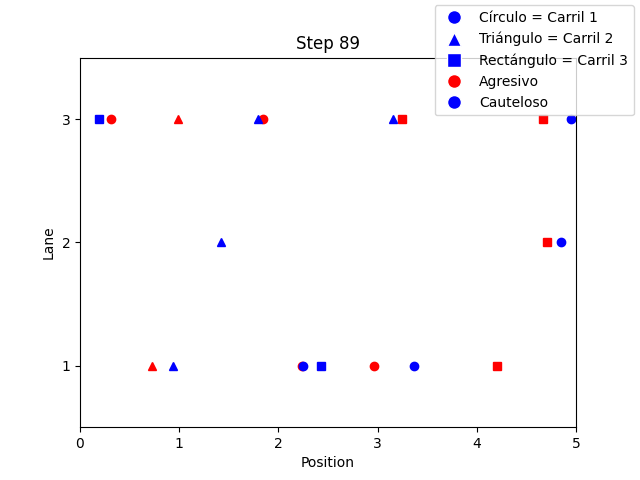 Step 89
Círculo = Carril 1
Triángulo = Carril 2
Rectángulo = Carril 3
Agresivo
Cauteloso
Lane
3
2
1
0 1 2 3 4 5
Position